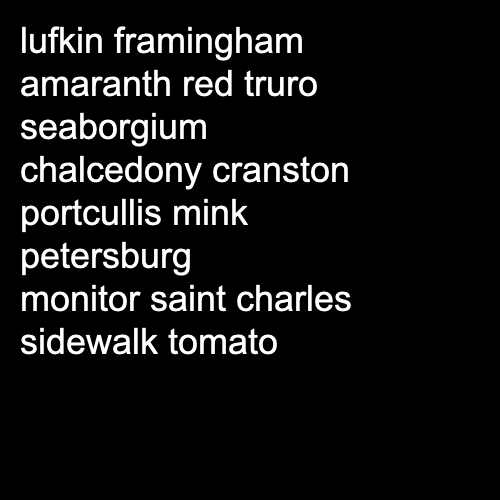 lufkin framingham
amaranth red truro
seaborgium
chalcedony cranston
portcullis mink
petersburg
monitor saint charles
sidewalk tomato